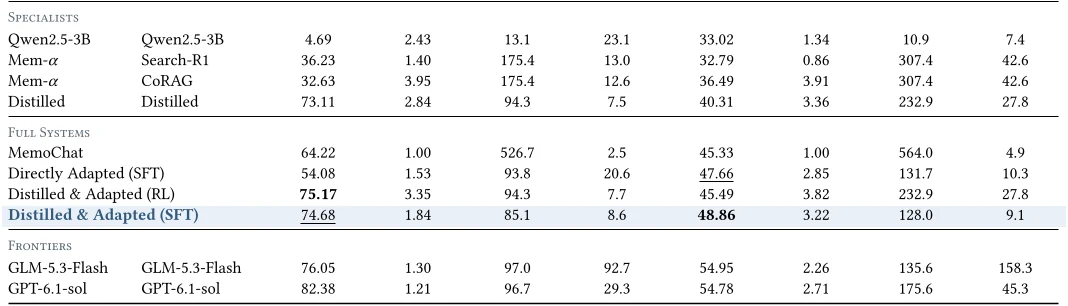 SPECIALISTS
Qwen2.5-3B Qwen2.5-3B 4.69 2.43 13.1 23.1 33.02 1.34 10.9 7.4
Mem-α Search-R1 36.23 1.40 175.4 13.0 32.79 0.86 307.4 42.6
Mem-α CoRAG 32.63 3.95 175.4 12.6 36.49 3.91 307.4 42.6
Distilled Distilled 73.11 2.84 94.3 7.5 40.31 3.36 232.9 27.8
FULL SYSTEMS
MemoChat 64.22 1.00 526.7 2.5 45.33 1.00 564.0 4.9
Directly Adapted (SFT) 54.08 1.53 93.8 20.6 47.66 2.85 131.7 10.3
Distilled & Adapted (RL) 75.17 3.35 94.3 7.7 45.49 3.82 232.9 27.8
Distilled & Adapted (SFT) 74.68 1.84 85.1 8.6 48.86 3.22 128.0 9.1
FRONTIERS
GLM-5.3-Flash GLM-5.3-Flash 76.05 1.30 97.0 92.7 54.95 2.26 135.6 158.3
GPT-6.1-sol GPT-6.1-sol 82.38 1.21 96.7 29.3 54.78 2.71 175.6 45.3